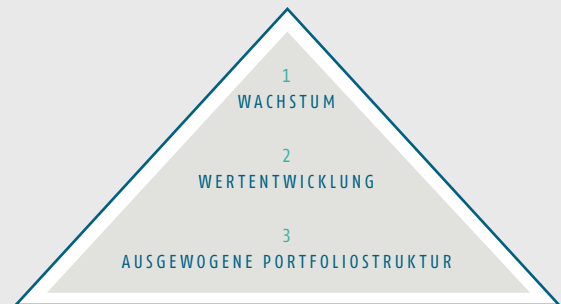 1
WACHSTUM
2
WERTENTWICKLUNG
3
AUSGEWOGENE PORTFOLIOSTRUKTUR